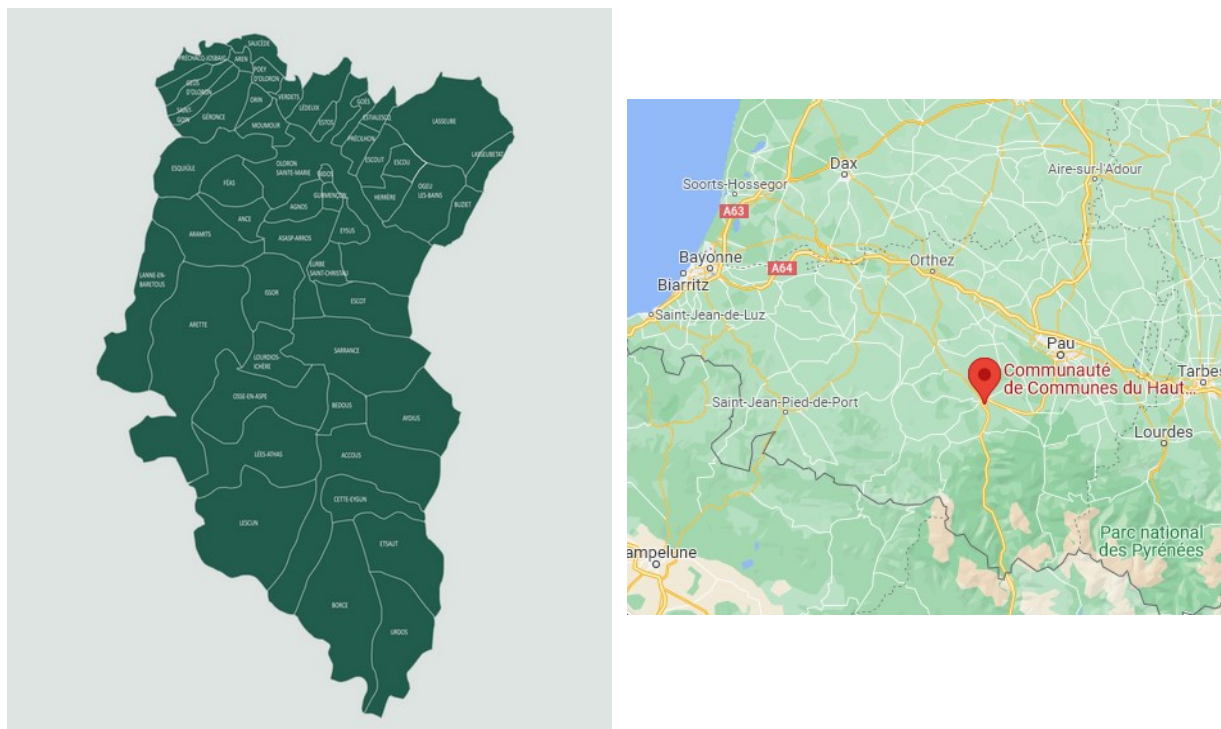 SAUCÈDE
PRÉCHACQ-JOSBAIG
AREN
POEY
D'OLORON
GEÜS
D'OLORON
SAINT-
GOIN
GÉRONCE
ORIN
VERDETS
MOUMOUR
LÉDEUIX
ESTOS
GOÈS
ESTIALESCQ
PRÉCILHON
ESCOUT
ESCOU
LASSEUBE
LASSEUBETAT
ESQUIÜLE
FÉAS
OLORON
SAINTE-MARIE
BIDOS
GURMENÇON
AGNOS
HERRÈRE
OGEU
LES-BAINS
BUZIET
ANCE
ARAMITS
ASASP-ARROS
EYSUS
LURBE
SAINT-CHRISTAU
LANNE-EN-
BARETOUS
ISSOR
ESCOT
ARETTE
SARRANCE
LOURDIOS-
ICHÈRE
OSSE-EN-ASPE
BEDOUS
AYDIUS
LÉES-ATHAS
ACCOUS
CETTE-EYGUN
LESCUN
ETSAUT
BORCE
URDOS
Dax
Aire-sur-l'Adour
Soorts-Hossegor
A63
Bayonne
A64
Orthez
Biarritz
Saint-Jean-de-Luz
Pau
Communauté
de Communes du Haut...
Tarbes
Saint-Jean-Pied-de-Port
Lourdes
Parc national
des Pyrénées
ampelune